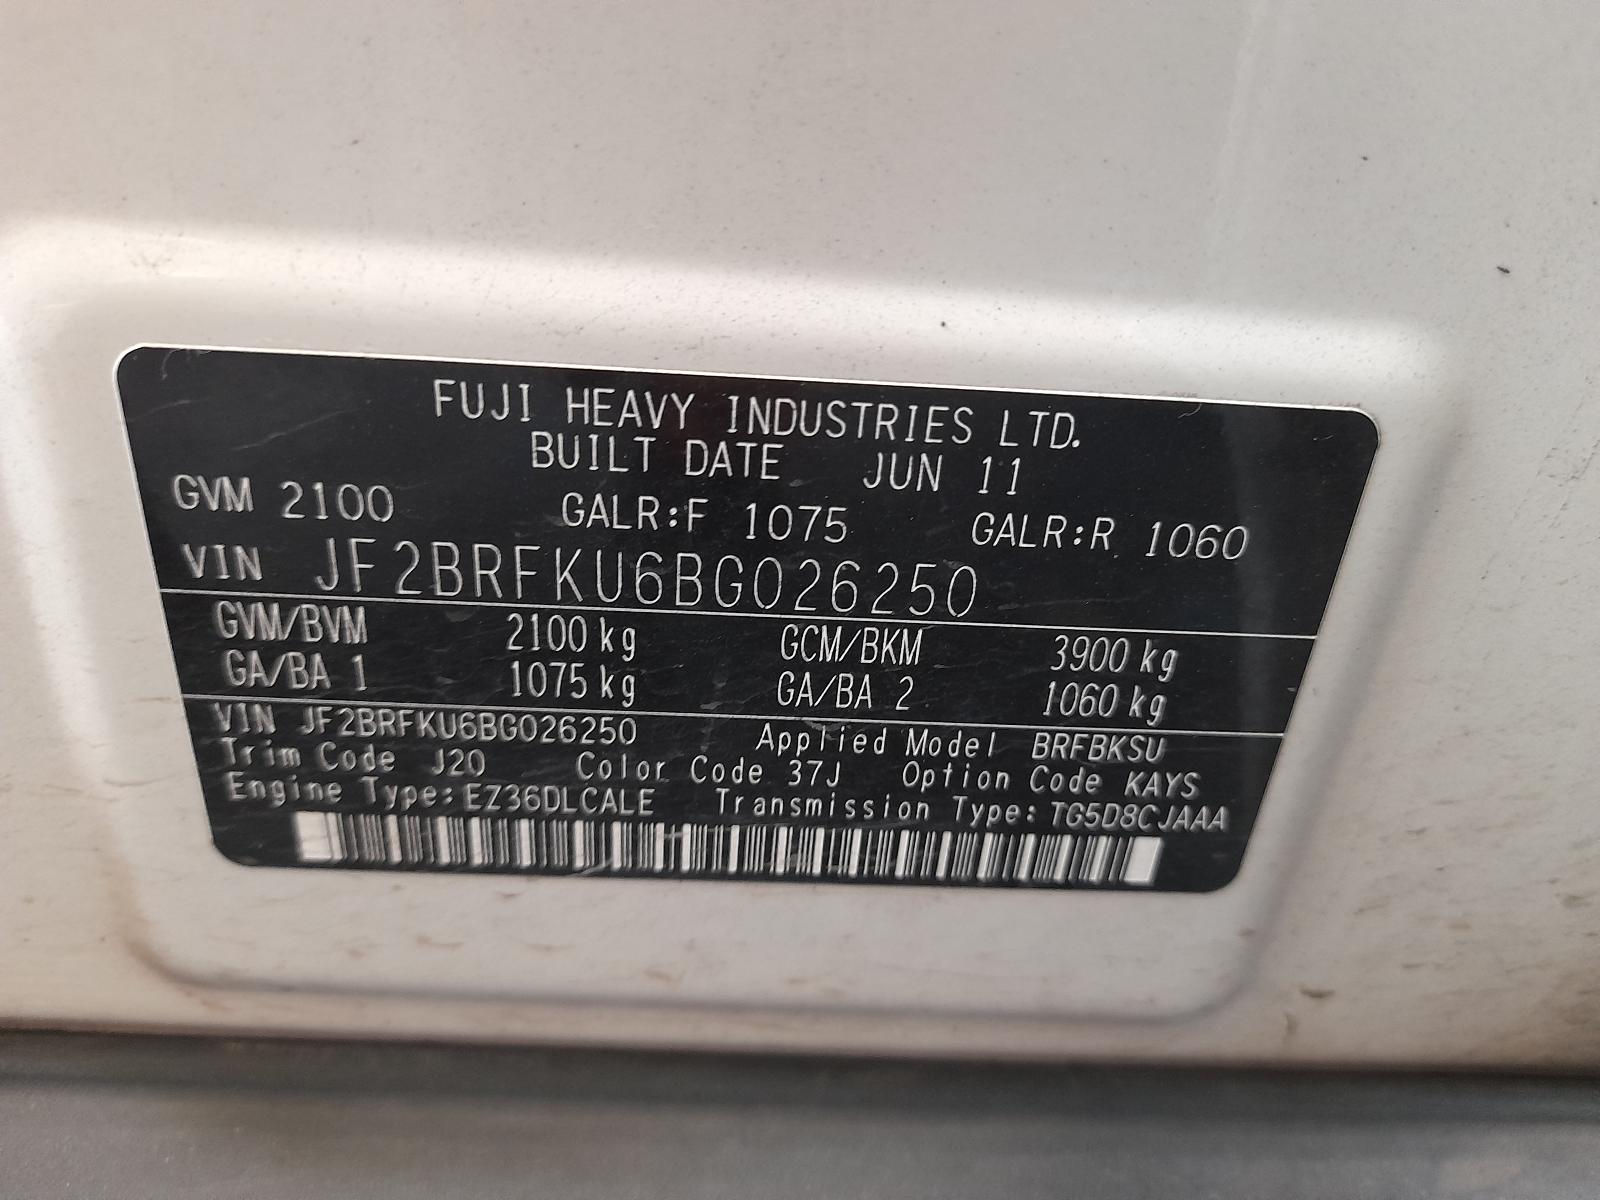 FUJI HEAVY INDUSTRIES LTD.
BUILT DATE JUN 11
GVM 2100 GALR:F 1075 GALR:R 1060
VIN JF2BRFKU6BG026250
GVM/BVM 2100 kg GCM/BKM 3900 kg
GA/BA 1 1075 kg GA/BA 2 1060 kg
VIN JF2BRFKU6BG026250 Applied Model BRFBKSU
Trim Code J20 Color Code 37J Option Code KAYS
Engine Type:EZ36DLCALE Transmission Type:TG5D8CJAAA